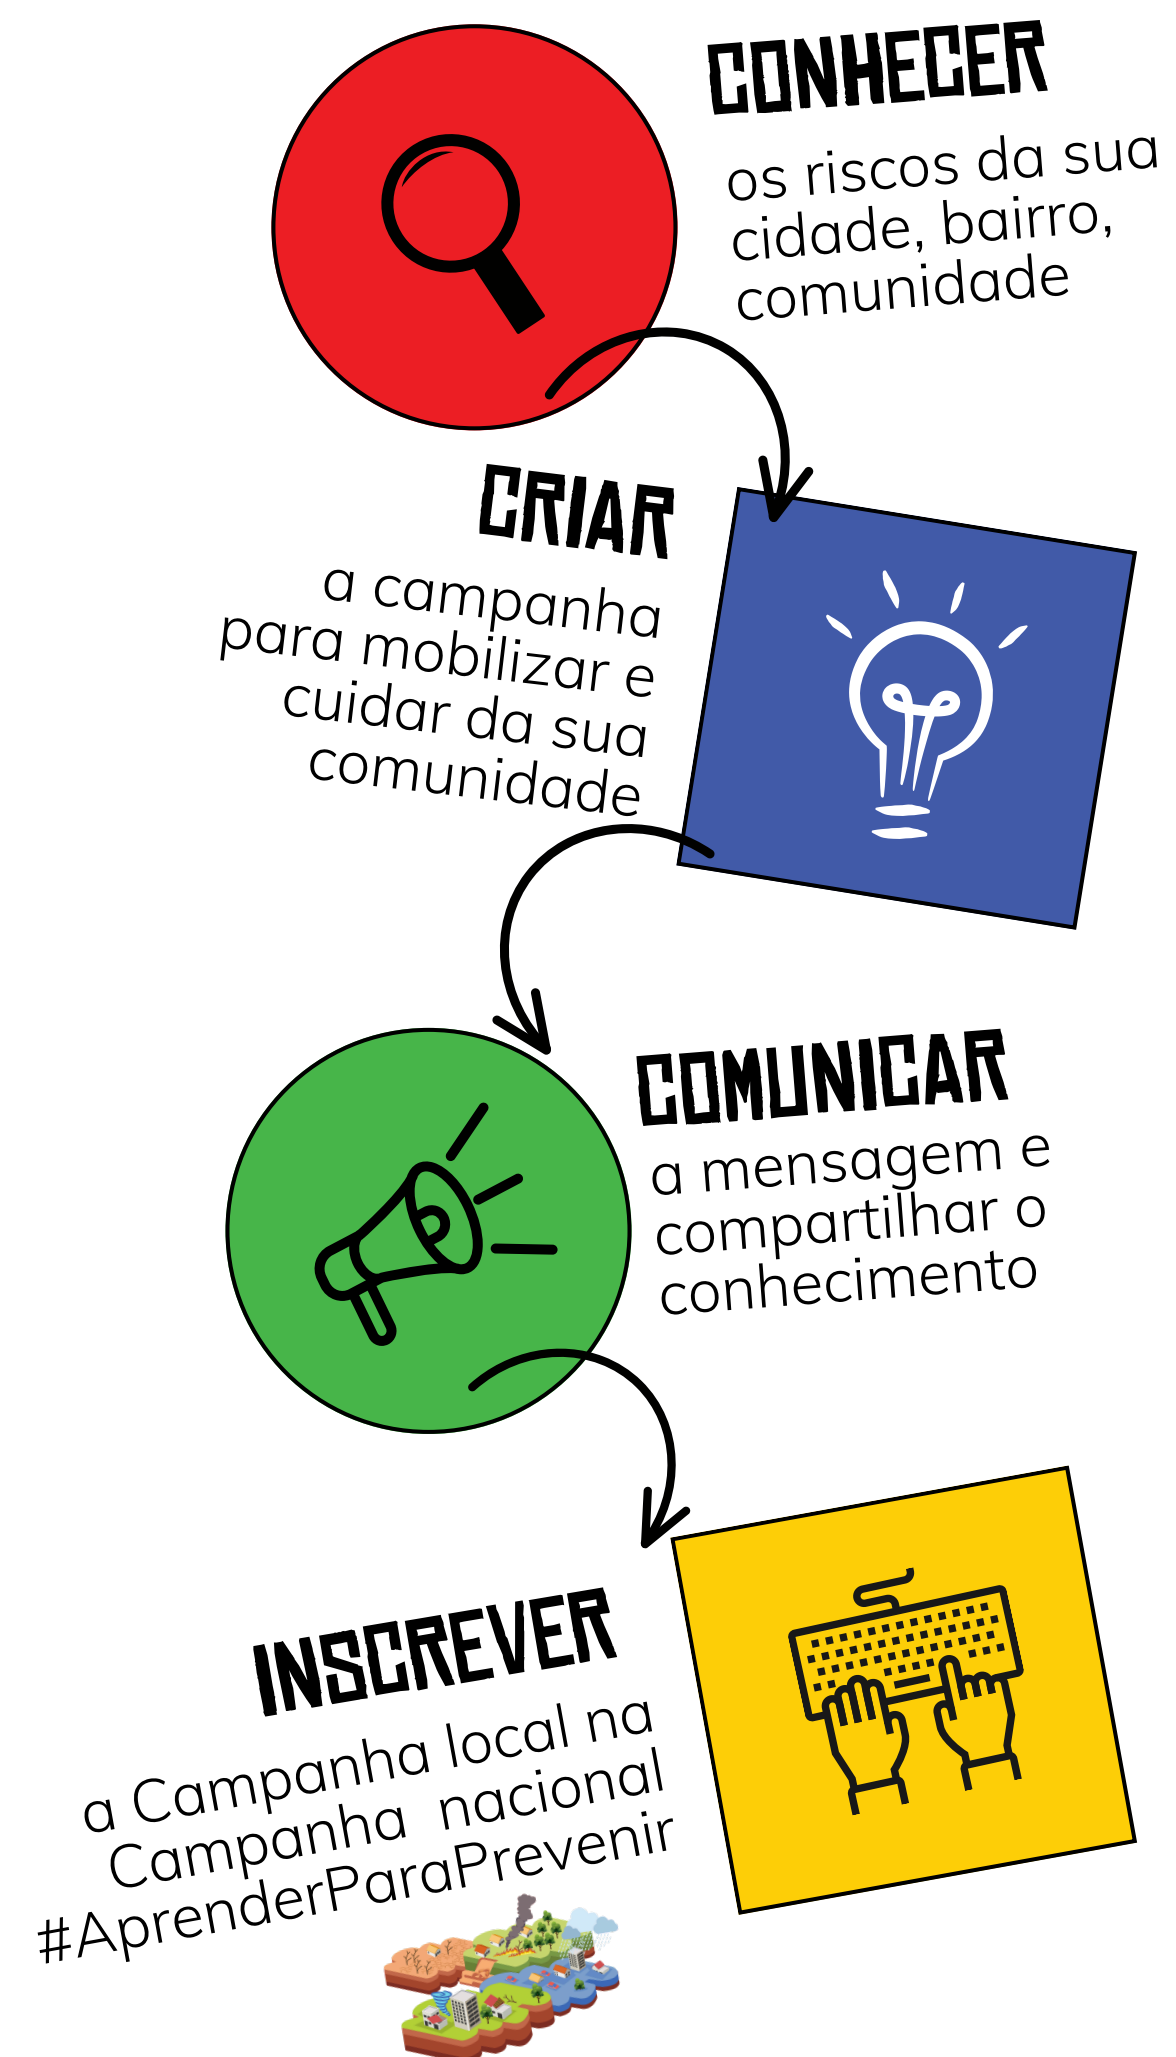 CONHECER
os riscos da sua
cidade, bairro,
comunidade
CRIAR
a campanha
para mobilizar e
cuidar da sua
comunidade
COMUNICAR
a mensagem e
compartilhar o
conhecimento
INSCREVER
a Campanha local na
Campanha nacional
#AprenderParaPrevenir